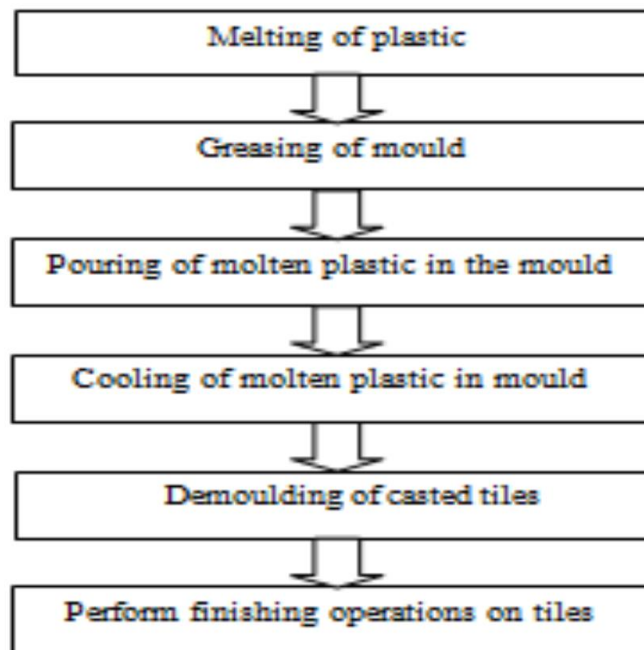 Melting of plastic
Greasing of mould
Pouring of molten plastic in the mould
Cooling of molten plastic in mould
Demoulding of casted tiles
Perform finishing operations on tiles